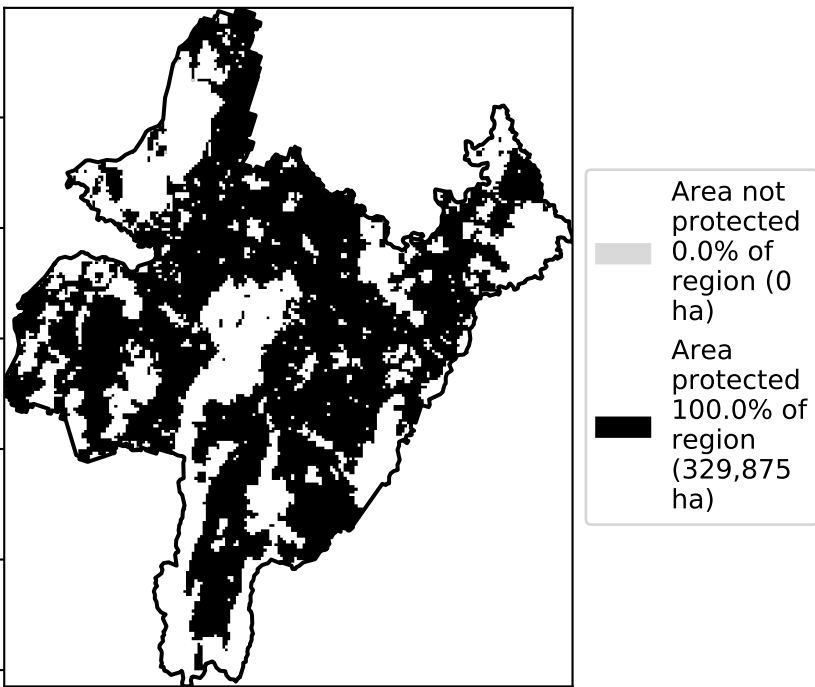 Area not
protected
0.0% of
region (0
ha)
Area
protected
100.0% of
region
(329,875
ha)